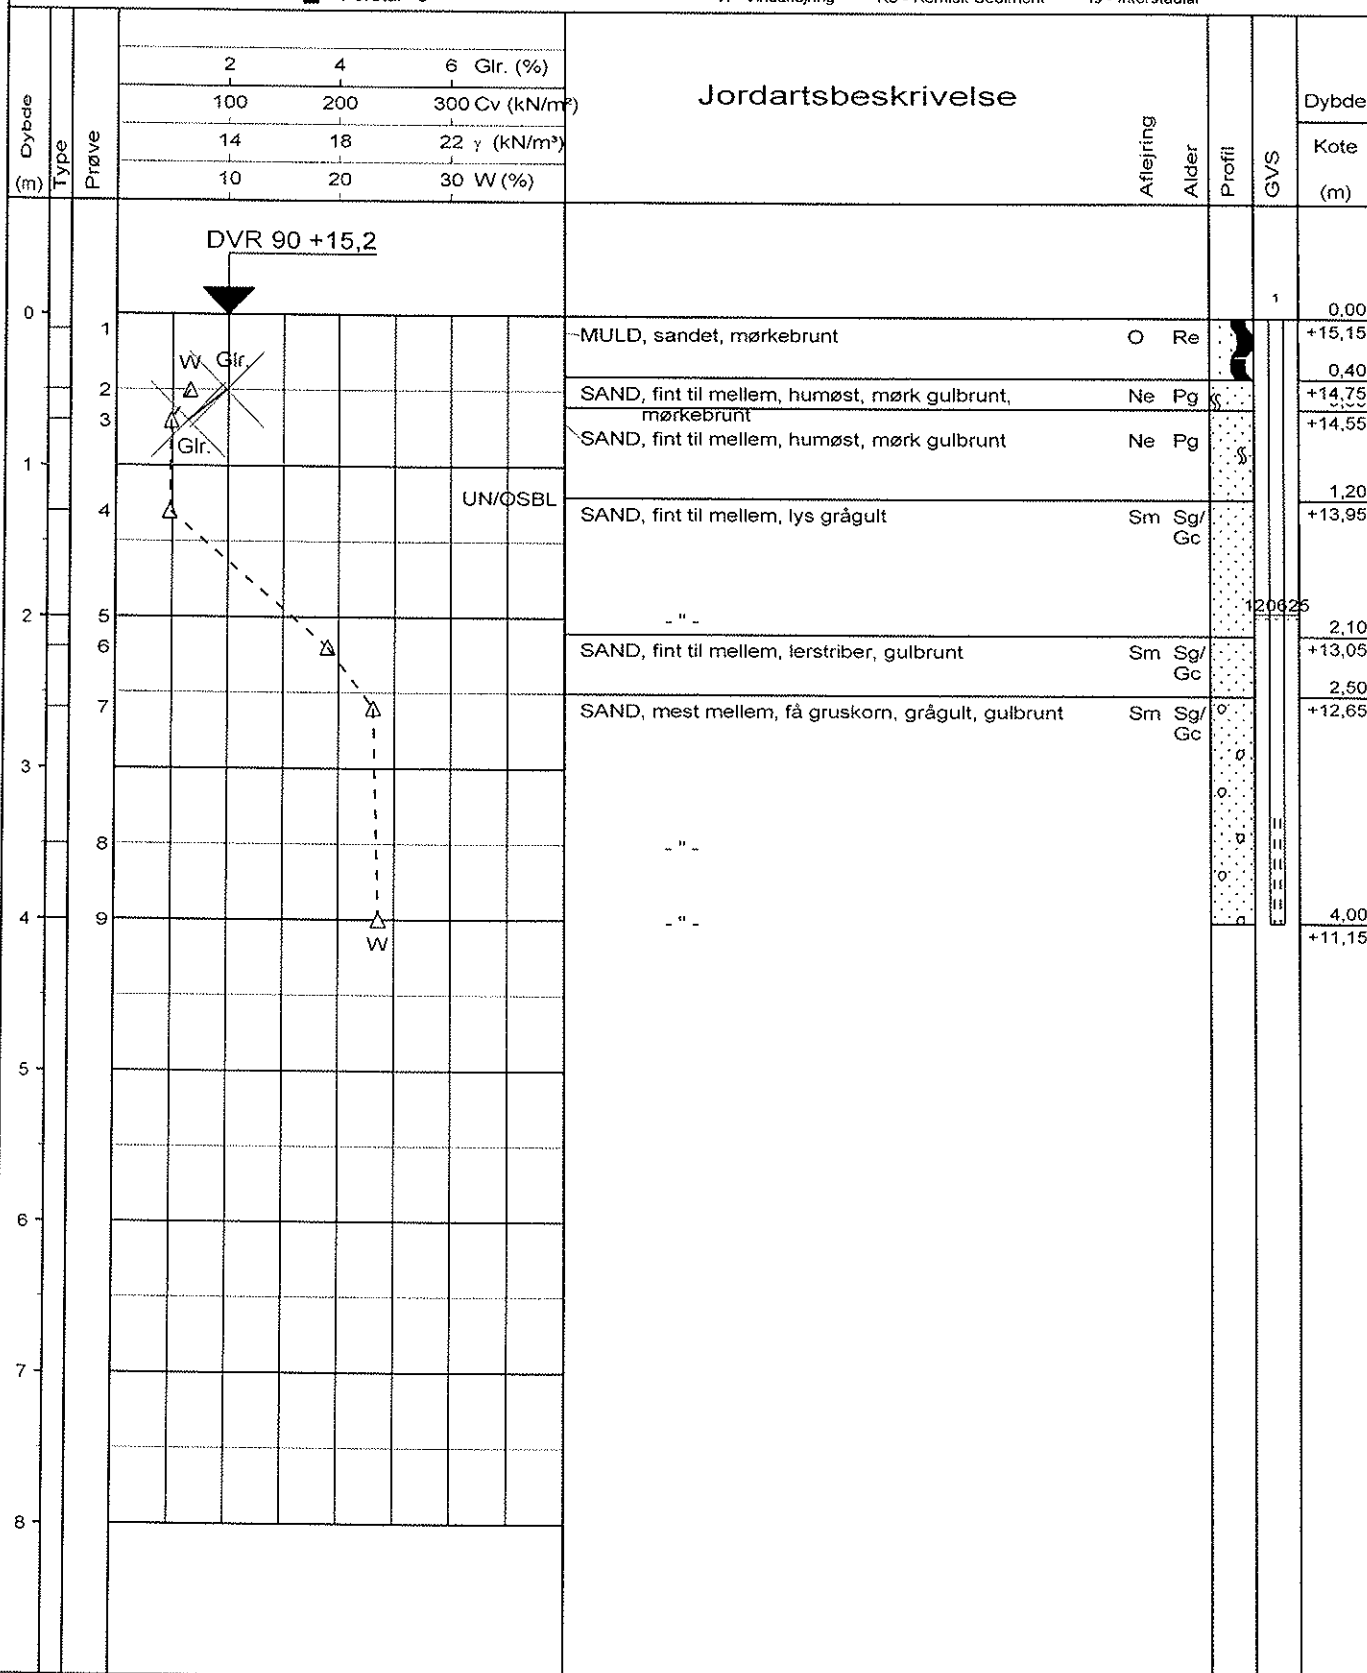 2 4 6 Glr. (%)
100 200 300 Cv (kN/m²)
14 18 22 γ (kN/m³)
10 20 30 W (%)
Dybde
(m)
Type
Prøve
Jordartsbeskrivelse
Aflejring
Alder
Profil
GVS
Dybde
Kote
(m)
DVR 90 +15,2
1
0 0,00
1 MULD, sandet, mørkebrunt O Re +15,15
W Glr.
0,40
2 SAND, fint til mellem, humøst, mørk gulbrunt, Ne Pg +14,75
mørkebrunt
3 +14,55
Glr. SAND, fint til mellem, humøst, mørk gulbrunt Ne Pg
1
UN/OSBL 1,20
4 SAND, fint til mellem, lys grågult Sm Sg/ +13,95
Gc
120625
2 5 - " - 2,10
6 SAND, fint til mellem, lerstriber, gulbrunt Sm Sg/ +13,05
Gc
2,50
7 SAND, mest mellem, få gruskorn, grågult, gulbrunt Sm Sg/ +12,65
Gc
3
8 - " -
4 9 - " - 4,00
W +11,15
5
6
7
8